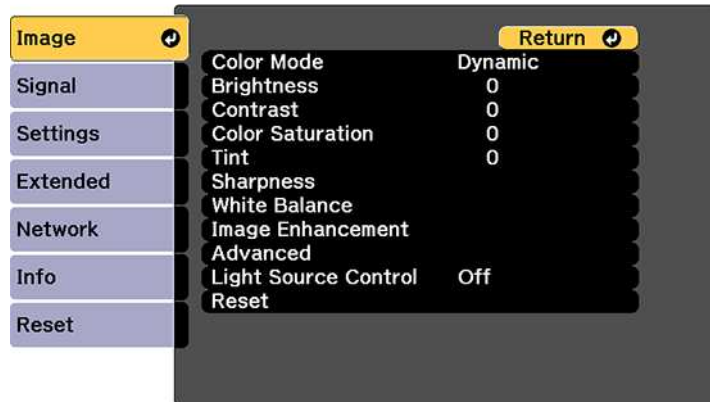 Image
Signal
Settings
Extended
Network
Info
Reset
Return
Color Mode Dynamic
Brightness 0
Contrast 0
Color Saturation 0
Tint 0
Sharpness
White Balance
Image Enhancement
Advanced
Light Source Control Off
Reset